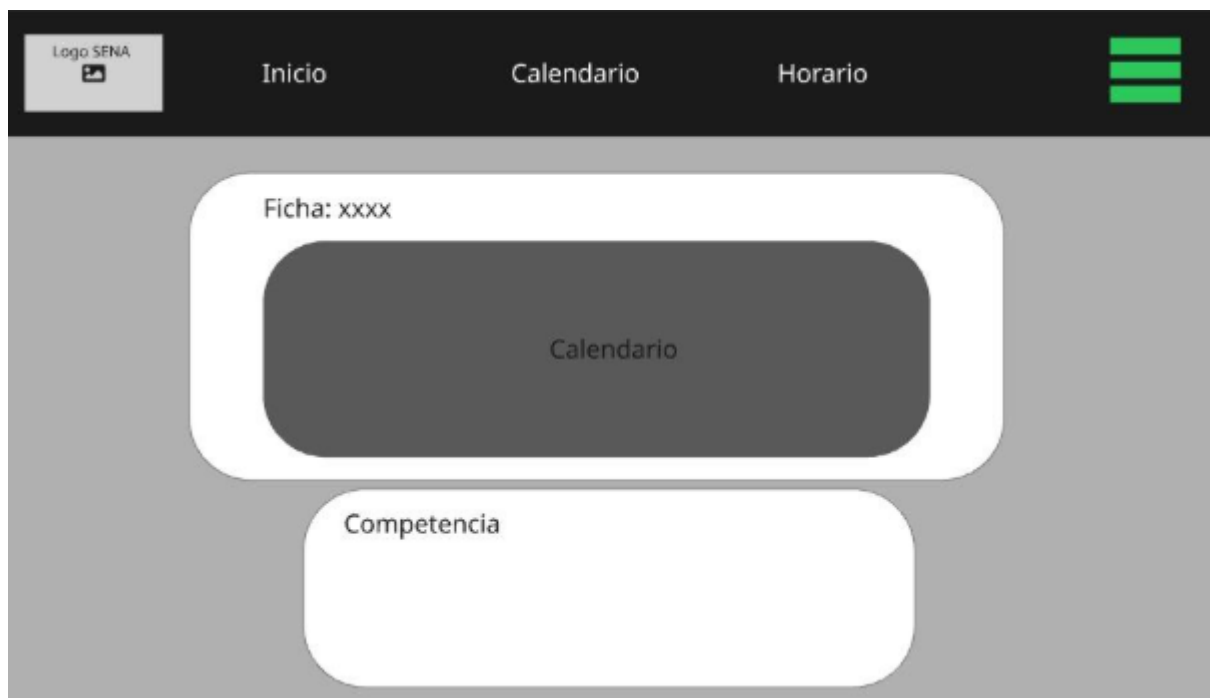 Logo SENA
Inicio
Calendario
Horario
Ficha: xxxx
Calendario
Competencia